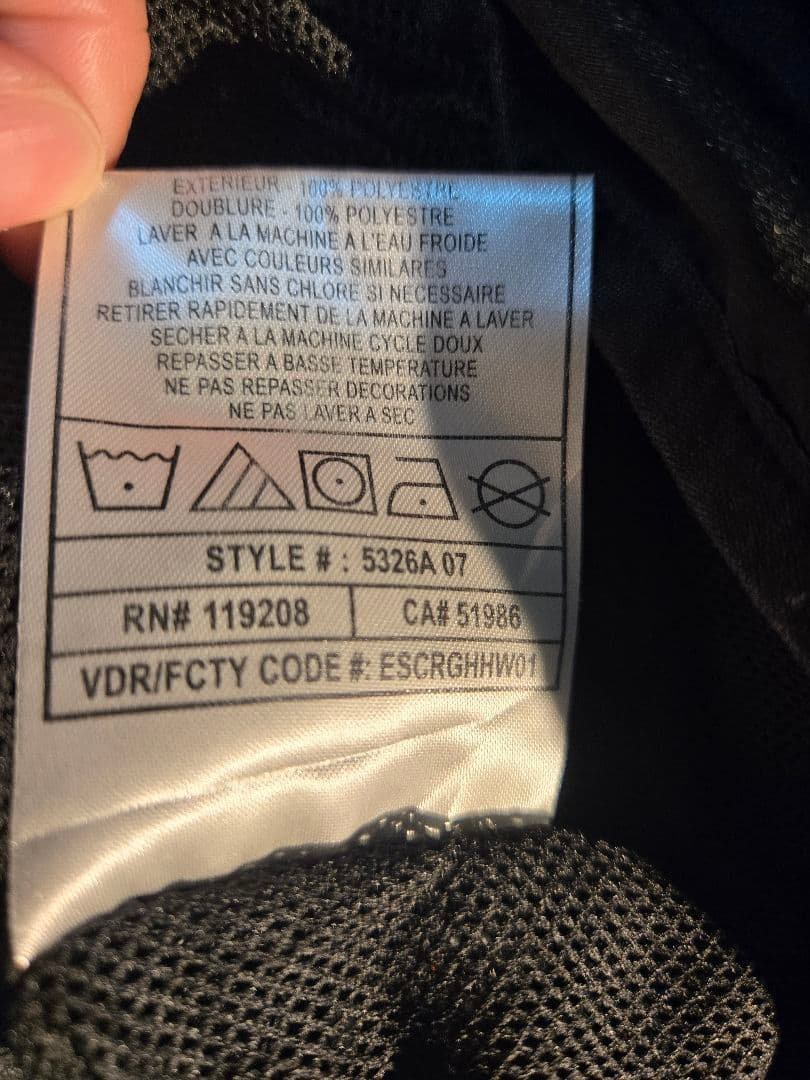 EXTERIEUR - 100% POLYESTRE
DOUBLURE - 100% POLYESTRE
LAVER A LA MACHINE A L'EAU FROIDE
AVEC COULEURS SIMILARES
BLANCHIR SANS CHLORE SI NECESSAIRE
RETIRER RAPIDEMENT DE LA MACHINE A LAVER
SECHER A LA MACHINE CYCLE DOUX
REPASSER A BASSE TEMPERATURE
NE PAS REPASSER DECORATIONS
NE PAS LAVER A SEC
STYLE # : 5326A 07
RN# 119208
CA# 51986
VDR/FCTY CODE #: ESCRGHHW01